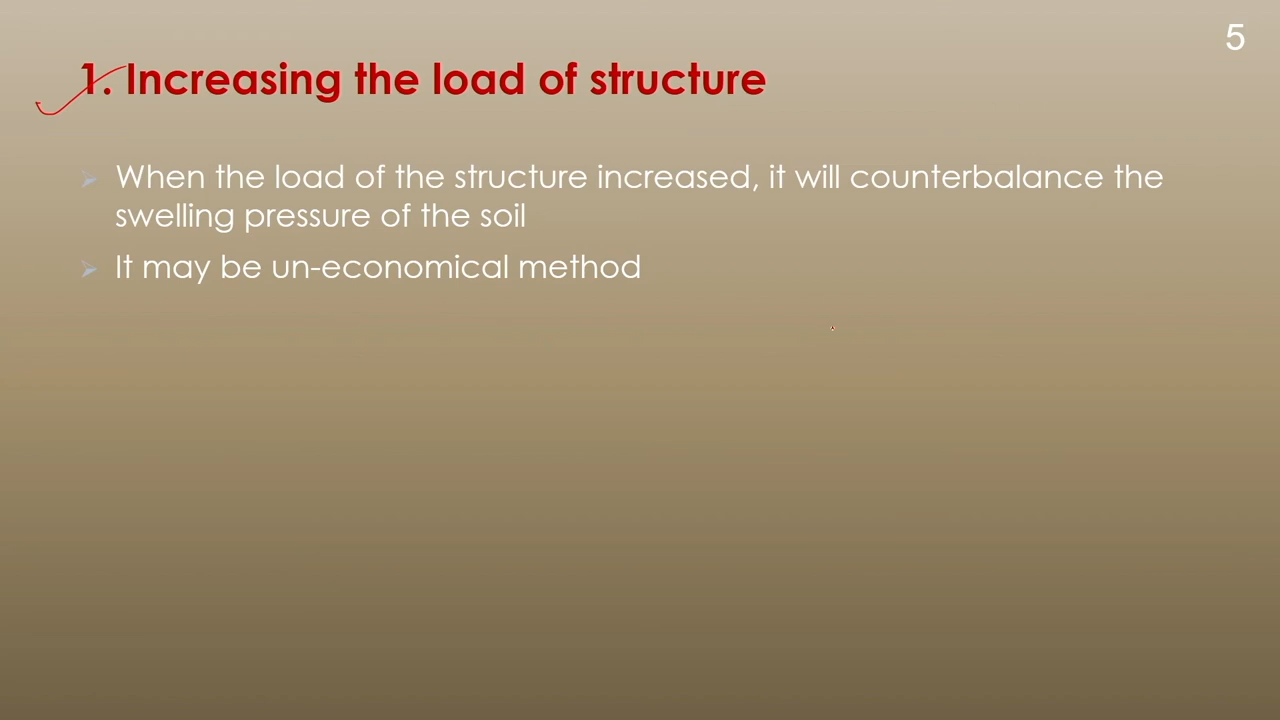 5
1. Increasing the load of structure
When the load of the structure increased, it will counterbalance the
swelling pressure of the soil
It may be un-economical method